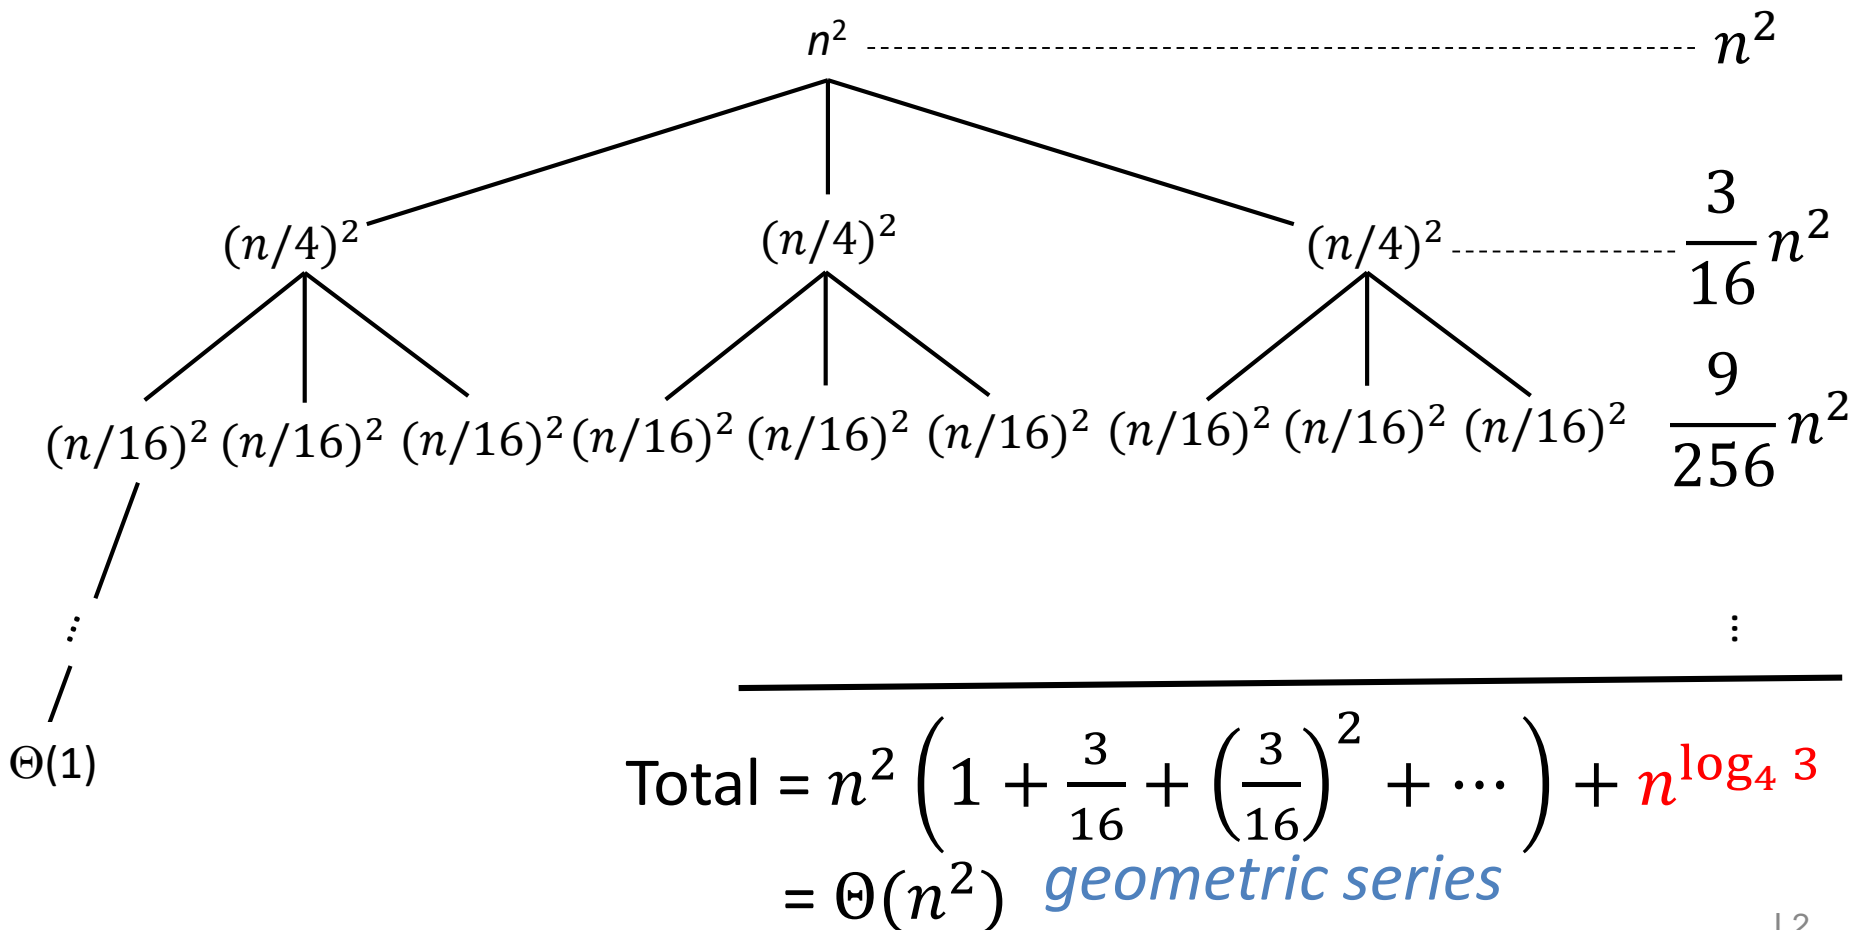 n² n²
(n/4)² (n/4)² (n/4)² 3/16 n²
(n/16)² (n/16)² (n/16)² (n/16)² (n/16)² (n/16)² (n/16)² (n/16)² (n/16)² 9/256 n²
⋮ ⋮
Θ(1)
Total = n² (1 + 3/16 + (3/16)² + ⋯) + n^(log₄ 3)
= Θ(n²) geometric series